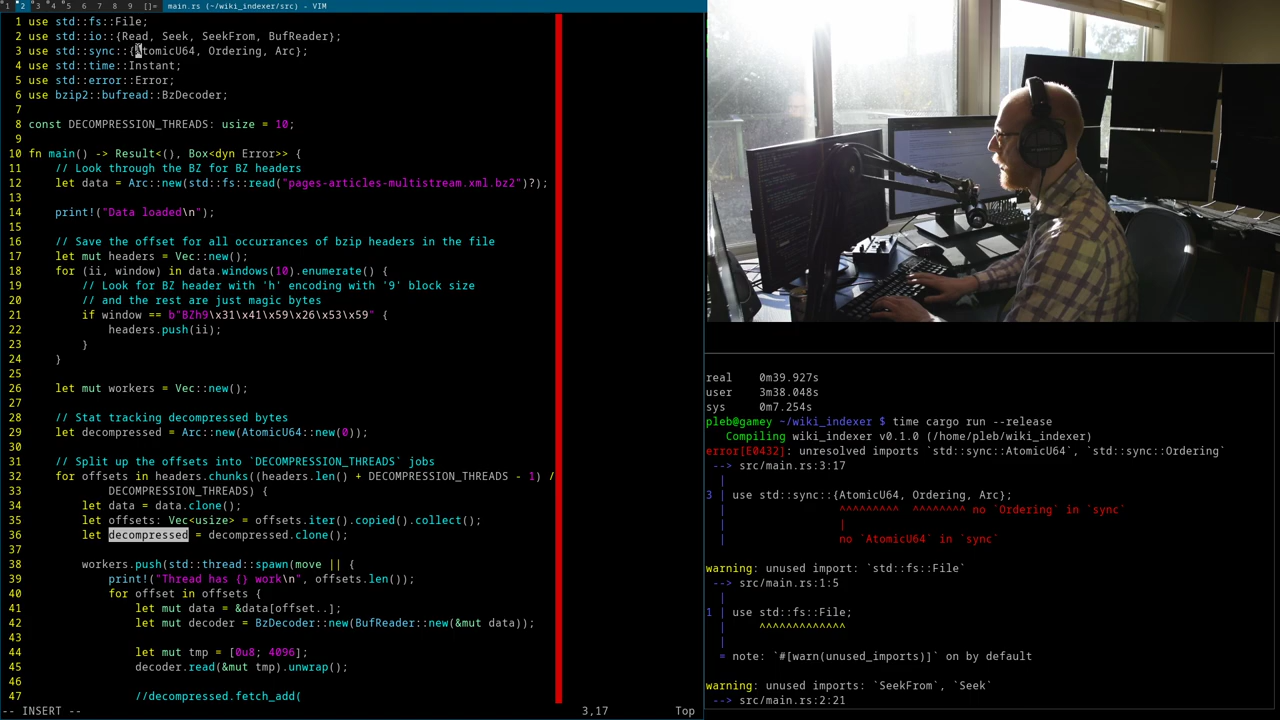 1 2 3 4 5 6 7 8 9 []= main.rs (~/wiki_indexer/src) - VIM
1 use std::fs::File;
2 use std::io::{Read, Seek, SeekFrom, BufReader};
3 use std::sync::{AtomicU64, Ordering, Arc};
4 use std::time::Instant;
5 use std::error::Error;
6 use bzip2::bufread::BzDecoder;
7
8 const DECOMPRESSION_THREADS: usize = 10;
9
10 fn main() -> Result<(), Box<dyn Error>> {
11     // Look through the BZ for BZ headers
12     let data = Arc::new(std::fs::read("pages-articles-multistream.xml.bz2")?);
13
14     print!("Data loaded\n");
15
16     // Save the offset for all occurrances of bzip headers in the file
17     let mut headers = Vec::new();
18     for (ii, window) in data.windows(10).enumerate() {
19         // Look for BZ header with 'h' encoding with '9' block size
20         // and the rest are just magic bytes
21         if window == b"BZh9\x31\x41\x59\x26\x53\x59" {
22             headers.push(ii);
23         }
24     }
25
26     let mut workers = Vec::new();
27
28     // Stat tracking decompressed bytes
29     let decompressed = Arc::new(AtomicU64::new(0));
30
31     // Split up the offsets into `DECOMPRESSION_THREADS` jobs
32     for offsets in headers.chunks((headers.len() + DECOMPRESSION_THREADS - 1) /
33             DECOMPRESSION_THREADS) {
34         let data = data.clone();
35         let offsets: Vec<usize> = offsets.iter().copied().collect();
36         let decompressed = decompressed.clone();
37
38         workers.push(std::thread::spawn(move || {
39             print!("Thread has {} work\n", offsets.len());
40             for offset in offsets {
41                 let mut data = &data[offset..];
42                 let mut decoder = BzDecoder::new(BufReader::new(&mut data));
43
44                 let mut tmp = [0u8; 4096];
45                 decoder.read(&mut tmp).unwrap();
46
47                 //decompressed.fetch_add(
-- INSERT -- 3,17 Top
real 0m39.927s
user 3m38.048s
sys 0m7.254s
pleb@gamey ~/wiki_indexer $ time cargo run --release
Compiling wiki_indexer v0.1.0 (/home/pleb/wiki_indexer)
error[E0432]: unresolved imports `std::sync::AtomicU64`, `std::sync::Ordering`
--> src/main.rs:3:17
|
3 | use std::sync::{AtomicU64, Ordering, Arc};
| ^^^^^^^^^ ^^^^^^^^ no `Ordering` in `sync`
| |
| no `AtomicU64` in `sync`
warning: unused import: `std::fs::File`
--> src/main.rs:1:5
|
1 | use std::fs::File;
| ^^^^^^^^^^^^^
|
= note: `#[warn(unused_imports)]` on by default
warning: unused imports: `SeekFrom`, `Seek`
--> src/main.rs:2:21